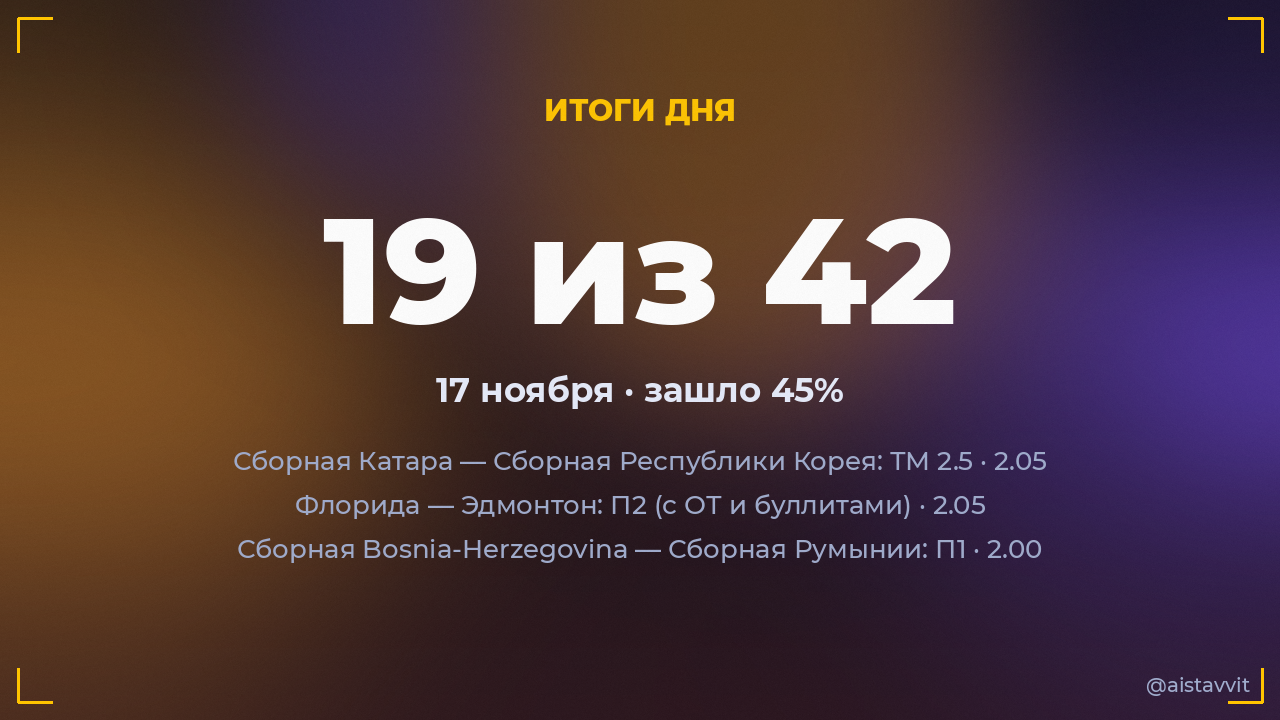 ИТОГИ ДНЯ
19 из 42
17 ноября · зашло 45%
Сборная Катара — Сборная Республики Корея: ТМ 2.5 · 2.05
Флорида — Эдмонтон: П2 (с ОТ и буллитами) · 2.05
Сборная Bosnia-Herzegovina — Сборная Румынии: П1 · 2.00
@aistavvit